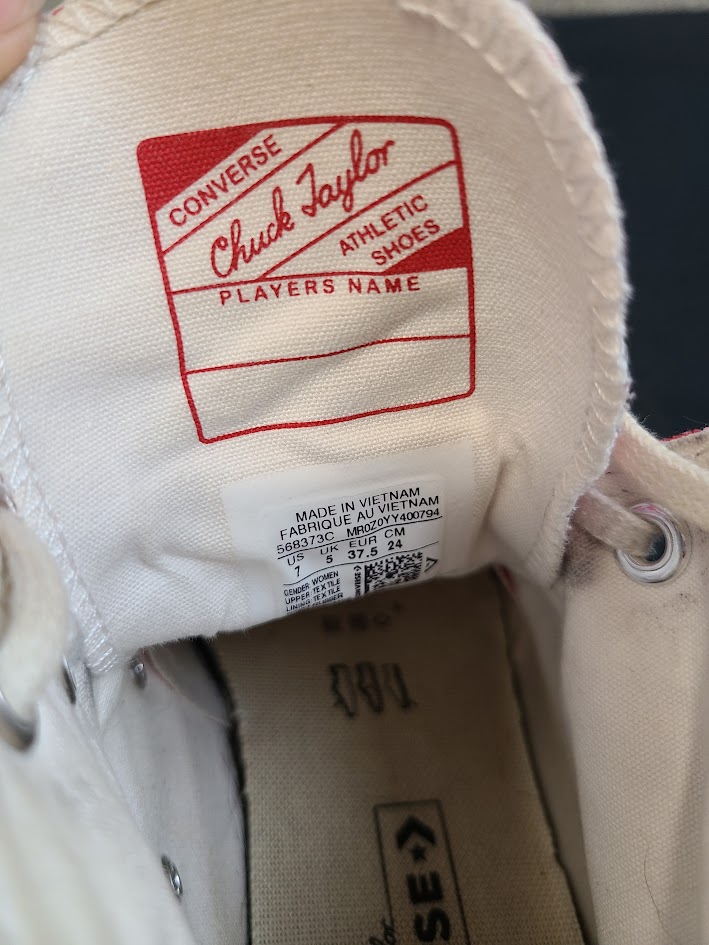 CONVERSE
Chuck Taylor
ATHLETIC
SHOES
PLAYERS NAME
MADE IN VIETNAM
FABRIQUE AU VIETNAM
568373C MR0Z0YY400794
US UK EUR CM
7 5 37.5 24
GENDER: WOMEN
UPPER: TEXTILE
LINING: TEXTILE